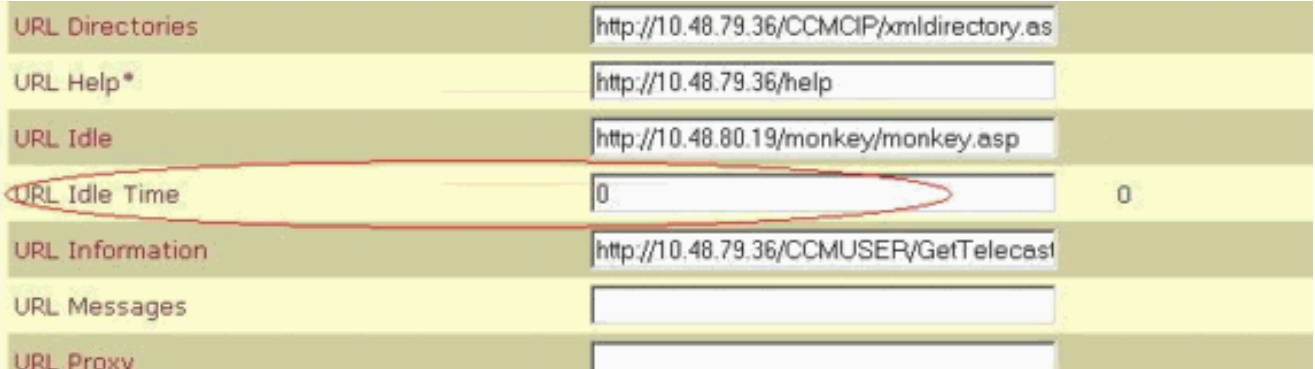 URL Directories http://10.48.79.36/CCMCIP/xmldirectory.as
URL Help* http://10.48.79.36/help
URL Idle http://10.48.80.19/monkey/monkey.asp
URL Idle Time 0 0
URL Information http://10.48.79.36/CCMUSER/GetTelecast
URL Messages
URL Proxy